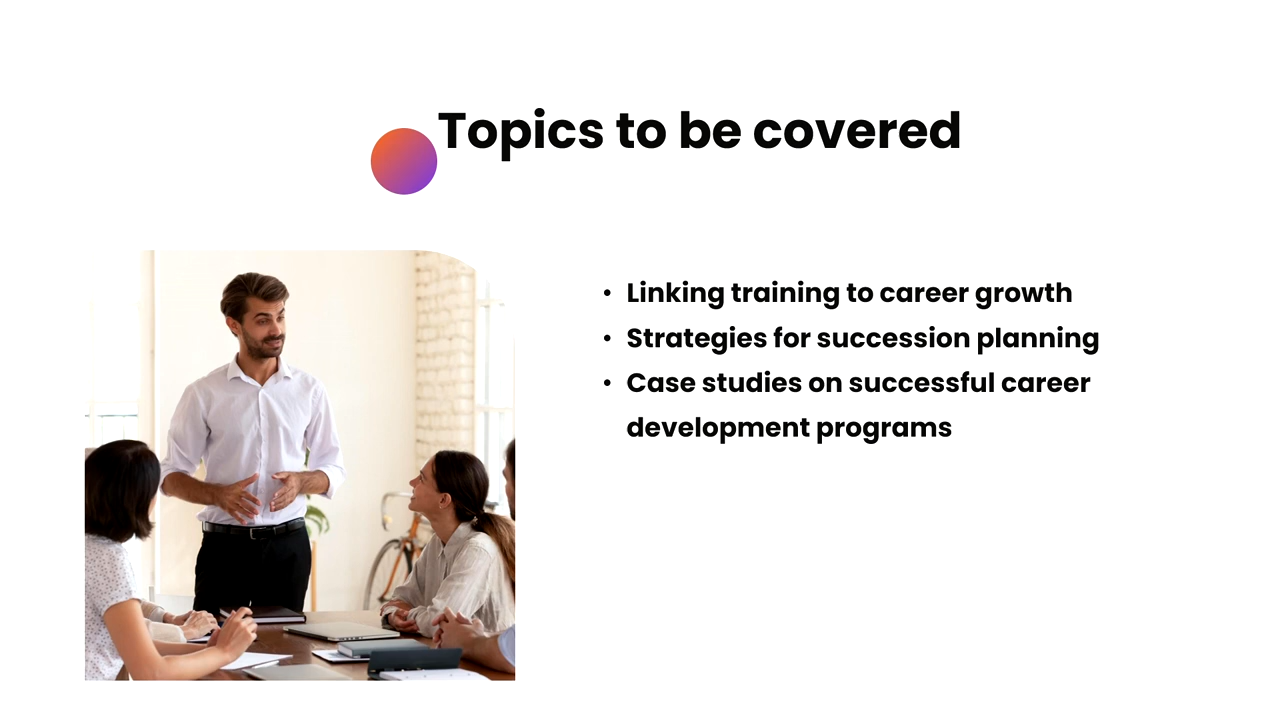 Topics to be covered
• Linking training to career growth
• Strategies for succession planning
• Case studies on successful career
development programs